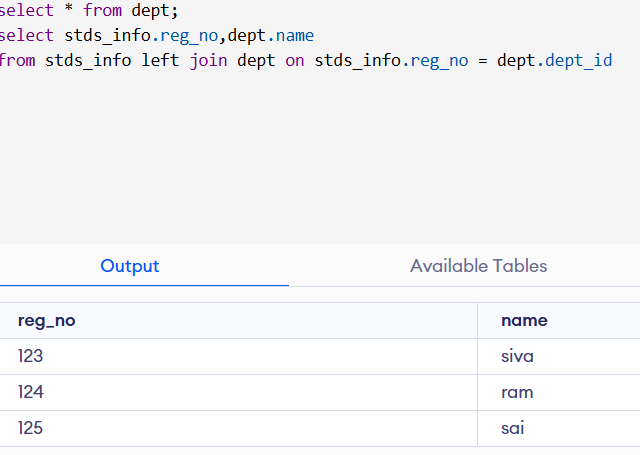 select * from dept;
select stds_info.reg_no,dept.name
from stds_info left join dept on stds_info.reg_no = dept.dept_id
Output Available Tables
reg_no name
123 siva
124 ram
125 sai